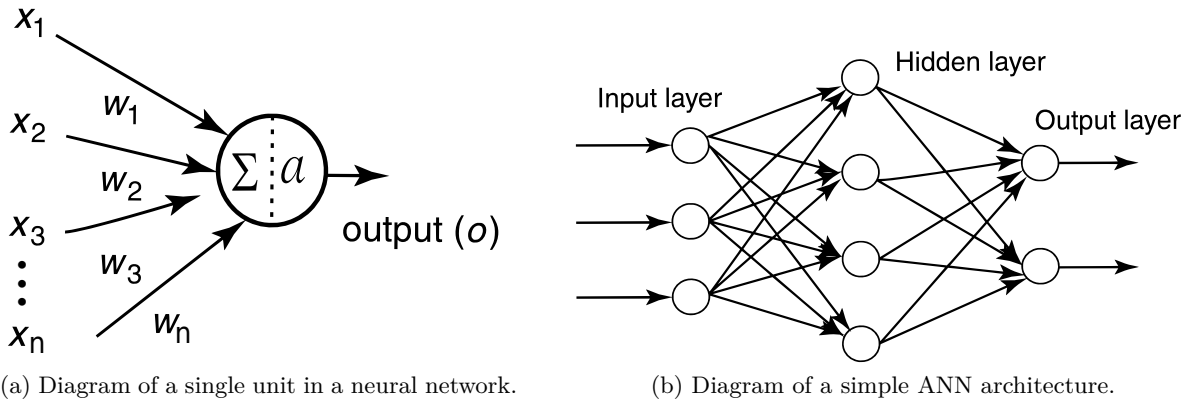 x1
w1
x2
w2
x3
w3
xn
wn
Σ a
output (o)
(a) Diagram of a single unit in a neural network.
Input layer
Hidden layer
Output layer
(b) Diagram of a simple ANN architecture.